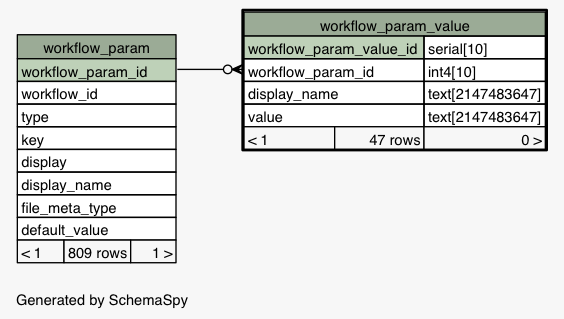 workflow_param
workflow_param_id
workflow_id
type
key
display
display_name
file_meta_type
default_value
< 1 809 rows 1 >
workflow_param_value
workflow_param_value_id serial[10]
workflow_param_id int4[10]
display_name text[2147483647]
value text[2147483647]
< 1 47 rows 0 >
Generated by SchemaSpy